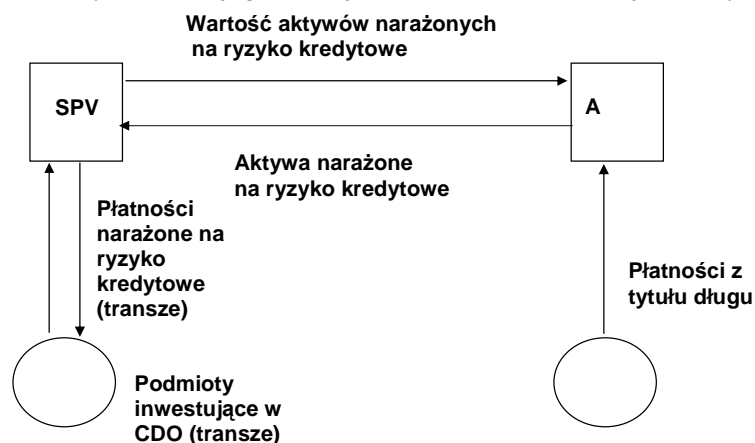 Wartość aktywów narażonych
na ryzyko kredytowe
SPV
A
Aktywa narażone
na ryzyko kredytowe
Płatności
narażone na
ryzyko
kredytowe
(transze)
Płatności z
tytułu długu
Podmioty
inwestujące w
CDO (transze)